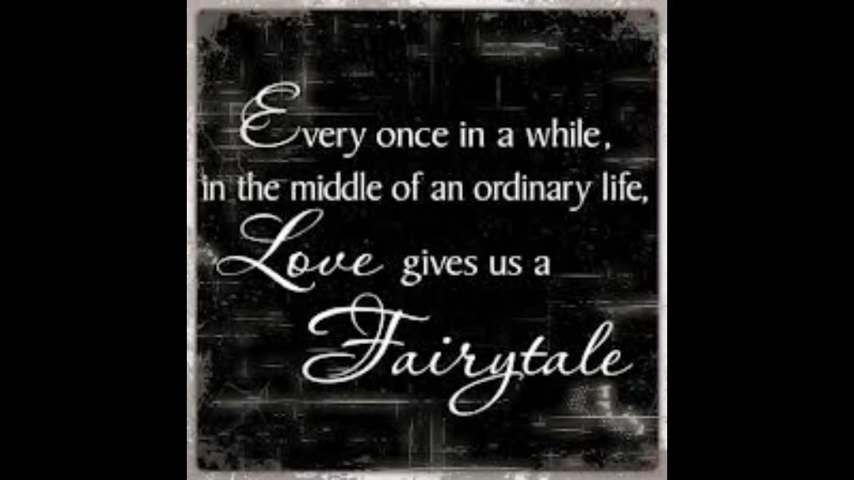 Every once in a while,
in the middle of an ordinary life,
Love gives us a
Fairytale